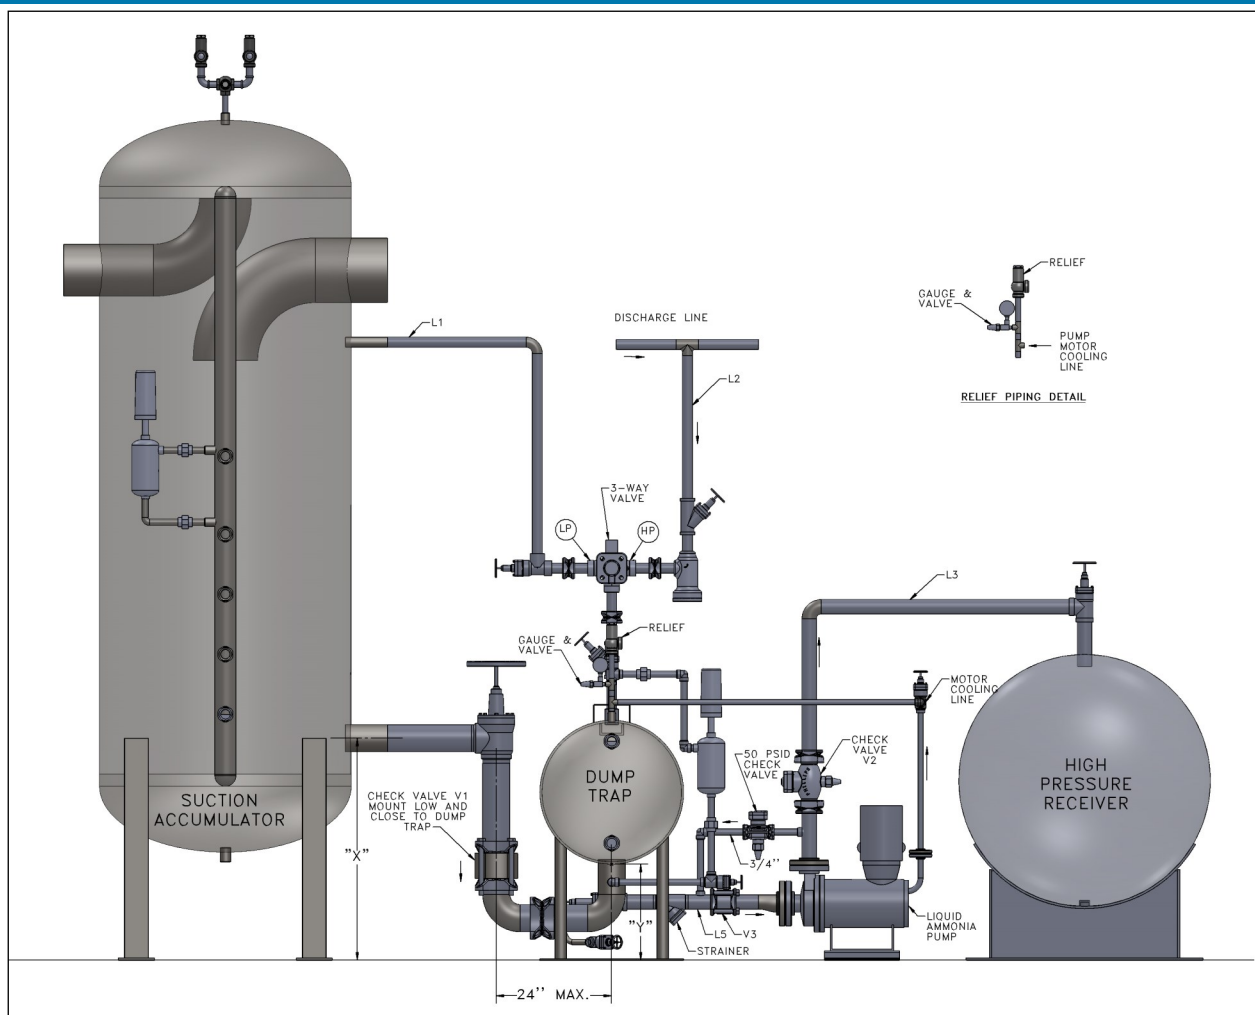 RELIEF
GAUGE &
VALVE
PUMP
MOTOR
COOLING
LINE
RELIEF PIPING DETAIL
L1
DISCHARGE LINE
L2
3-WAY
VALVE
LP
HP
L3
RELIEF
GAUGE &
VALVE
MOTOR
COOLING
LINE
50 PSID
CHECK
VALVE
CHECK
VALVE
V2
DUMP
TRAP
HIGH
PRESSURE
RECEIVER
SUCTION
ACCUMULATOR
CHECK VALVE V1
MOUNT LOW AND
CLOSE TO DUMP
TRAP
"X"
3/4''
"Y"
L5
V3
STRAINER
LIQUID
AMMONIA
PUMP
24'' MAX.